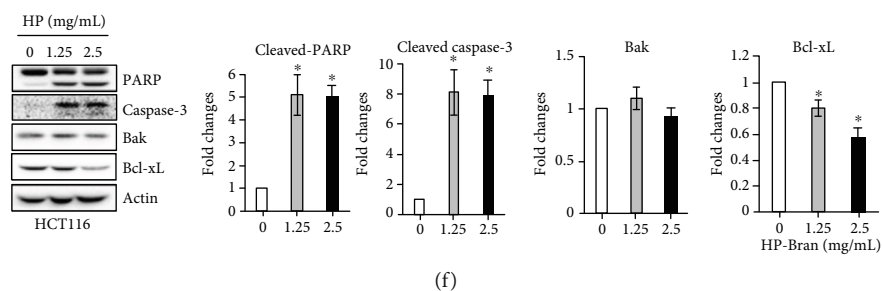 HP (mg/mL)
0 1.25 2.5
PARP
Caspase-3
Bak
Bcl-xL
Actin
HCT116
Cleaved-PARP
Fold changes
6
5
4
3
2
1
0
0 1.25 2.5
* *
Cleaved caspase-3
Fold changes
10
8
6
4
2
0
0 1.25 2.5
* *
Bak
Fold changes
1.5
1
0.5
0
0 1.25 2.5
Bcl-xL
Fold changes
1.2
1
0.8
0.6
0.4
0.2
0
0 1.25 2.5
* *
HP-Bran (mg/mL)
(f)